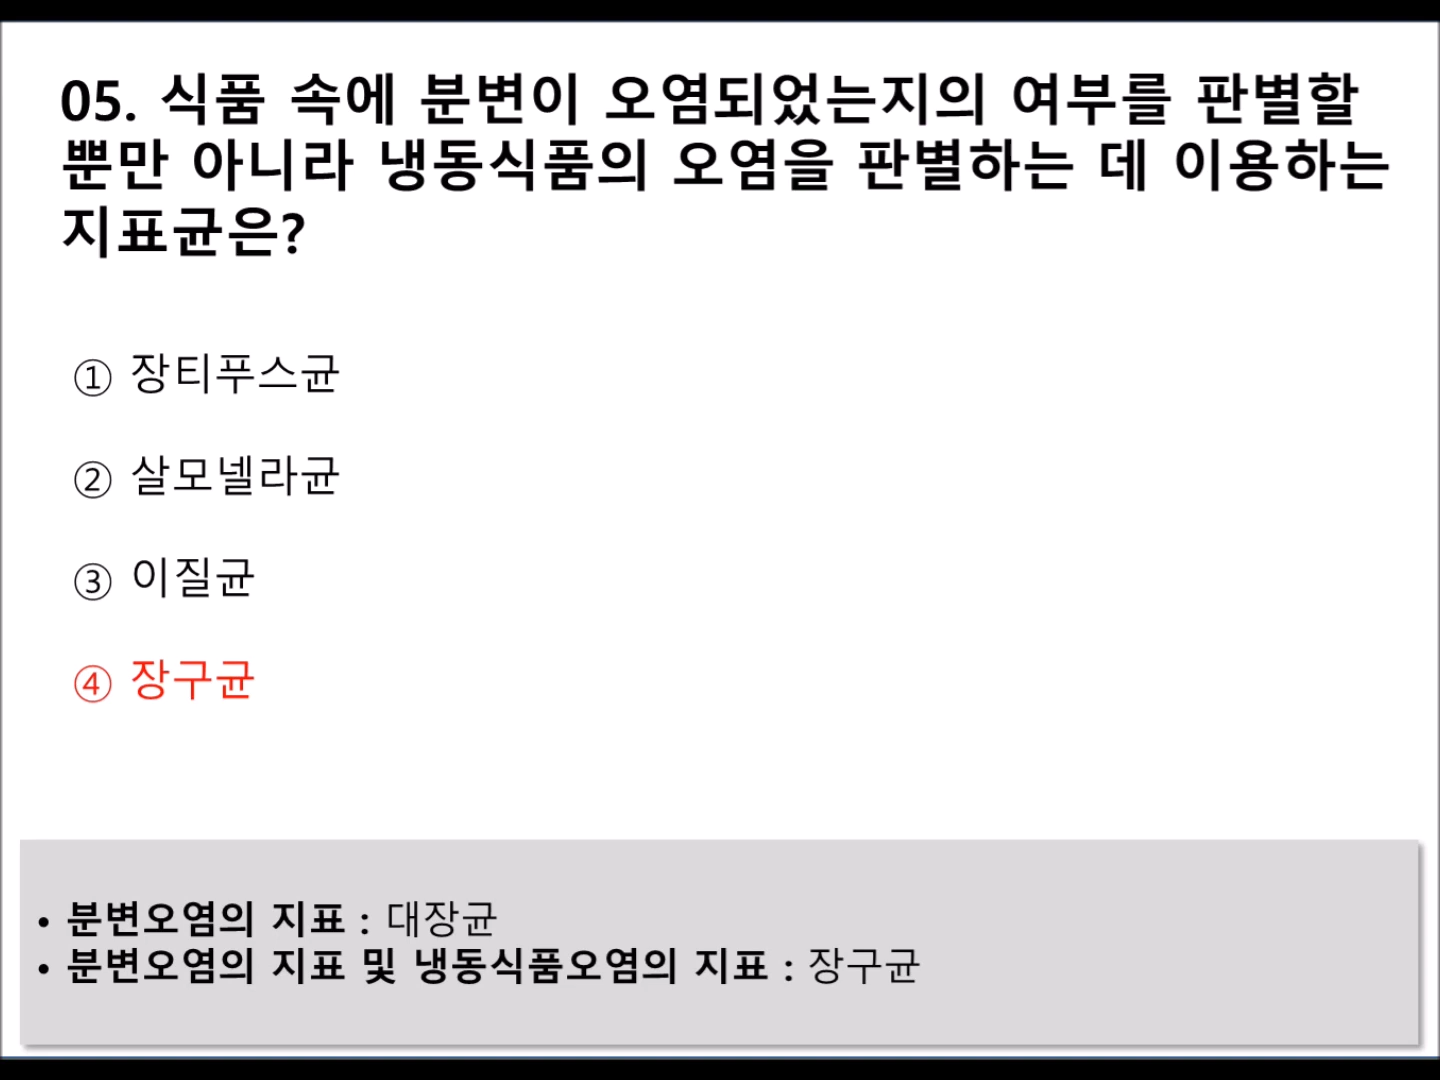 05. 식품 속에 분변이 오염되었는지의 여부를 판별할
뿐만 아니라 냉동식품의 오염을 판별하는 데 이용하는
지표균은?
① 장티푸스균
② 살모넬라균
③ 이질균
④ 장구균
• 분변오염의 지표 : 대장균
• 분변오염의 지표 및 냉동식품오염의 지표 : 장구균